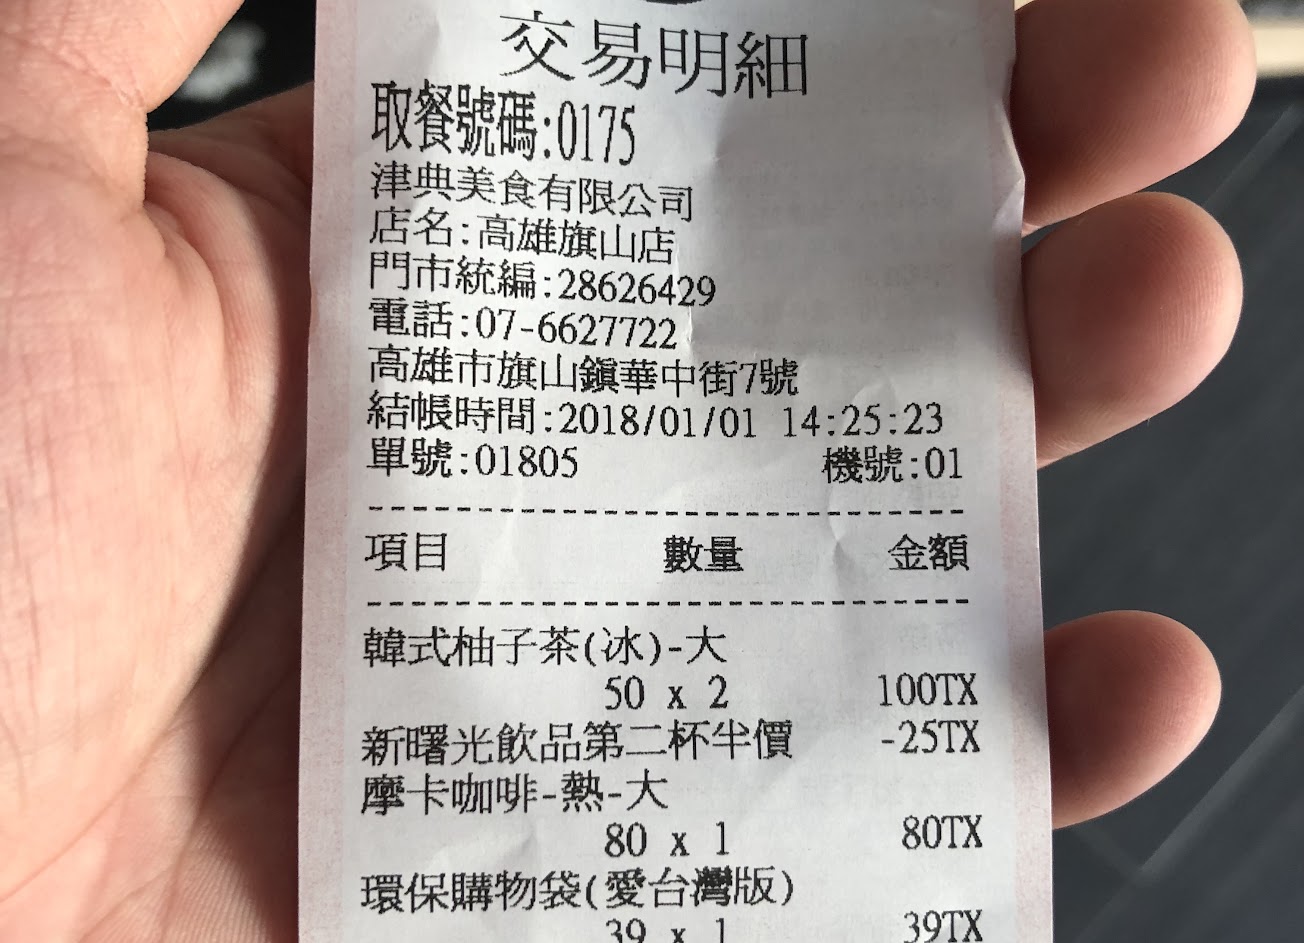 交易明細
取餐號碼:0175
津典美食有限公司
店名:高雄旗山店
門市統編:28626429
電話:07-6627722
高雄市旗山鎮華中街7號
結帳時間:2018/01/01 14:25:23
單號:01805 機號:01
項目 數量 金額
韓式柚子茶(冰)-大
50 x 2 100TX
新曙光飲品第二杯半價 -25TX
摩卡咖啡-熱-大
80 x 1 80TX
環保購物袋(愛台灣版)
39 x 1 39TX